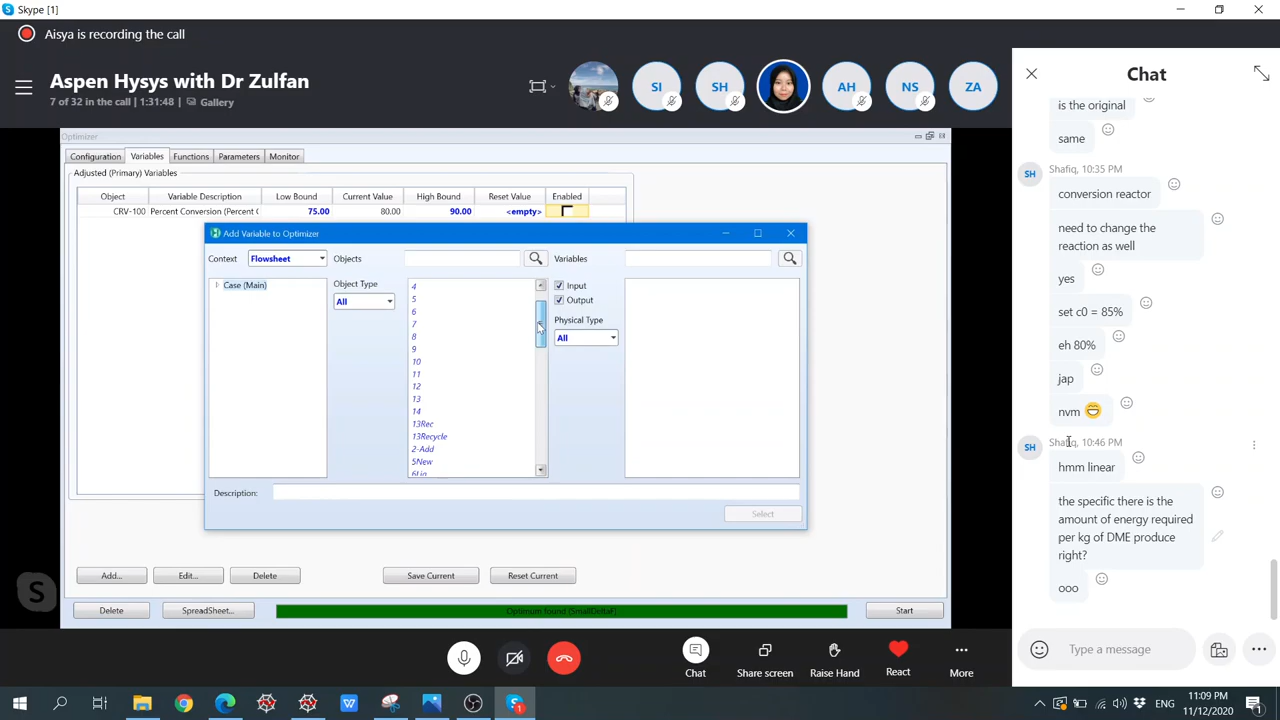 Skype [1]
Aisya is recording the call
Aspen Hysys with Dr Zulfan
7 of 32 in the call | 1:31:48 | Gallery
SI
SH
AH
NS
ZA
Optimizer
Configuration Variables Functions Parameters Monitor
Adjusted (Primary) Variables
Object Variable Description Low Bound Current Value High Bound Reset Value Enabled
CRV-100 Percent Conversion (Percent C 75.00 80.00 90.00 <empty>
Add Variable to Optimizer
Context Flowsheet Objects Variables
Case (Main)
Object Type
All
4
5
6
7
8
9
10
11
12
13
14
13Rec
13Recycle
2-Add
5New
Input
Output
Physical Type
All
Description:
Select
Add... Edit... Delete Save Current Reset Current
Delete SpreadSheet... Optimum found (SmallDeltaF) Start
Chat
Share screen
Raise Hand
React
More
Chat
is the original
same
SH
Shafiq, 10:35 PM
conversion reactor
need to change the
reaction as well
yes
set c0 = 85%
eh 80%
jap
nvm
SH
Shafiq, 10:46 PM
hmm linear
the specific there is the
amount of energy required
per kg of DME produce
right?
ooo
Type a message
ENG
11:09 PM
11/12/2020